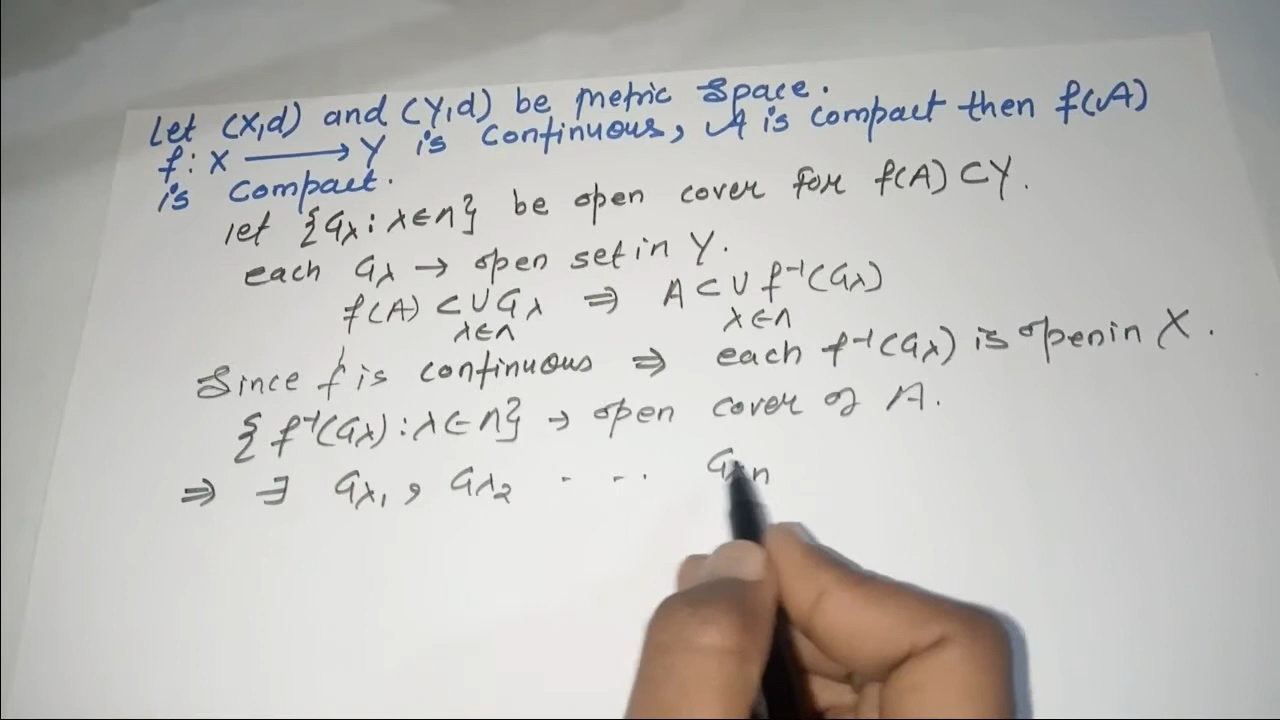 Let (X,d) and (Y,d) be metric space.
f : X ⟶ Y is continuous, A is compact then f(A)
is compact.
let {Gλ : λ∈Λ} be open cover for f(A) ⊂ Y.
each Gλ → open set in Y.
f(A) ⊂ ∪ Gλ ⇒ A ⊂ ∪ f⁻¹(Gλ)
λ∈Λ λ∈Λ
Since f is continuous ⇒ each f⁻¹(Gλ) is open in X.
{f⁻¹(Gλ) : λ∈Λ} → open cover of A.
⇒ ∃ Gλ₁, Gλ₂ . ... Gλn